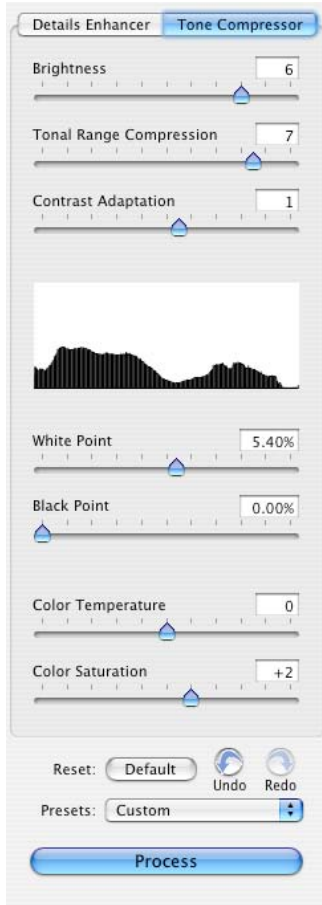 Details Enhancer Tone Compressor
Brightness 6
Tonal Range Compression 7
Contrast Adaptation 1
White Point 5.40%
Black Point 0.00%
Color Temperature 0
Color Saturation +2
Reset: Default Undo Redo
Presets: Custom
Process